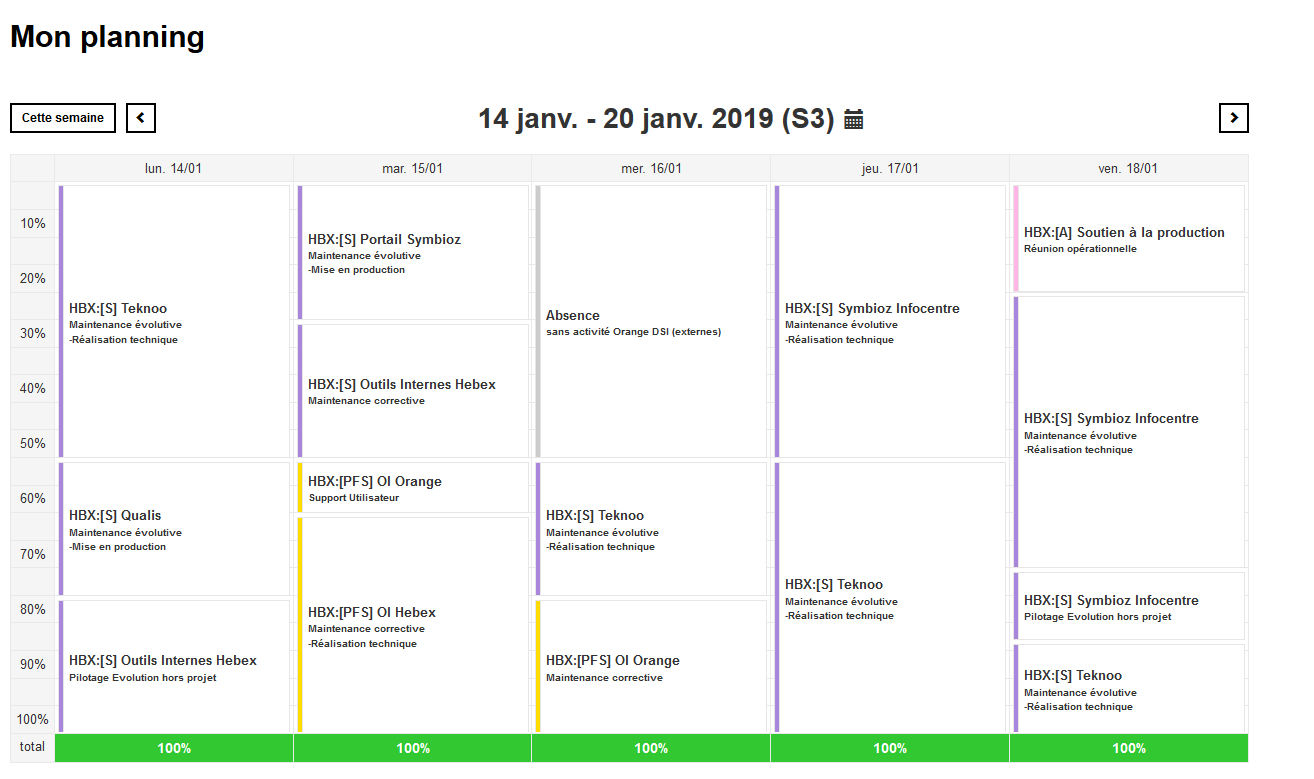 Mon planning
Cette semaine
14 janv. - 20 janv. 2019 (S3)
lun. 14/01
mar. 15/01
mer. 16/01
jeu. 17/01
ven. 18/01
10%
20%
30%
40%
50%
60%
70%
80%
90%
100%
HBX:[S] Teknoo
Maintenance évolutive
-Réalisation technique
HBX:[S] Qualis
Maintenance évolutive
-Mise en production
HBX:[S] Outils Internes Hebex
Pilotage Evolution hors projet
HBX:[S] Portail Symbioz
Maintenance évolutive
-Mise en production
HBX:[S] Outils Internes Hebex
Maintenance corrective
HBX:[PFS] OI Orange
Support Utilisateur
HBX:[PFS] OI Hebex
Maintenance corrective
-Réalisation technique
Absence
sans activité Orange DSI (externes)
HBX:[S] Teknoo
Maintenance évolutive
-Réalisation technique
HBX:[PFS] OI Orange
Maintenance corrective
HBX:[S] Symbioz Infocentre
Maintenance évolutive
-Réalisation technique
HBX:[S] Teknoo
Maintenance évolutive
-Réalisation technique
HBX:[A] Soutien à la production
Réunion opérationnelle
HBX:[S] Symbioz Infocentre
Maintenance évolutive
-Réalisation technique
HBX:[S] Symbioz Infocentre
Pilotage Evolution hors projet
HBX:[S] Teknoo
Maintenance évolutive
-Réalisation technique
total
100%
100%
100%
100%
100%